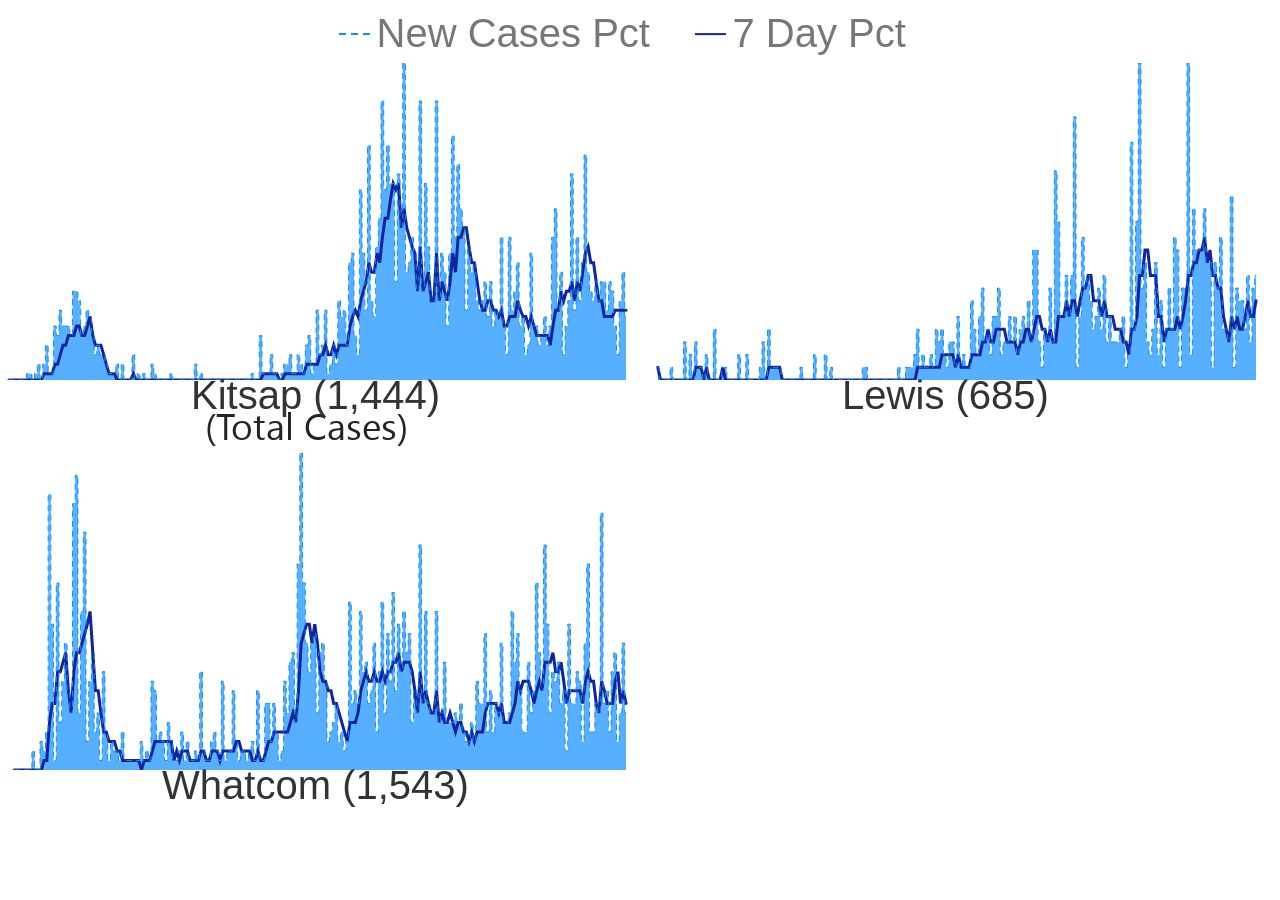 New Cases Pct 7 Day Pct
Kitsap (1,444)
(Total Cases)
Lewis (685)
Whatcom (1,543)